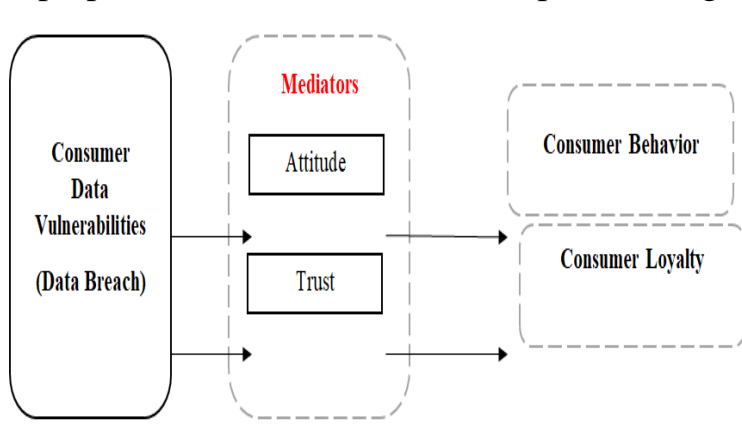 Consumer
Data
Vulnerabilities
(Data Breach)
Mediators
Attitude
Trust
Consumer Behavior
Consumer Loyalty